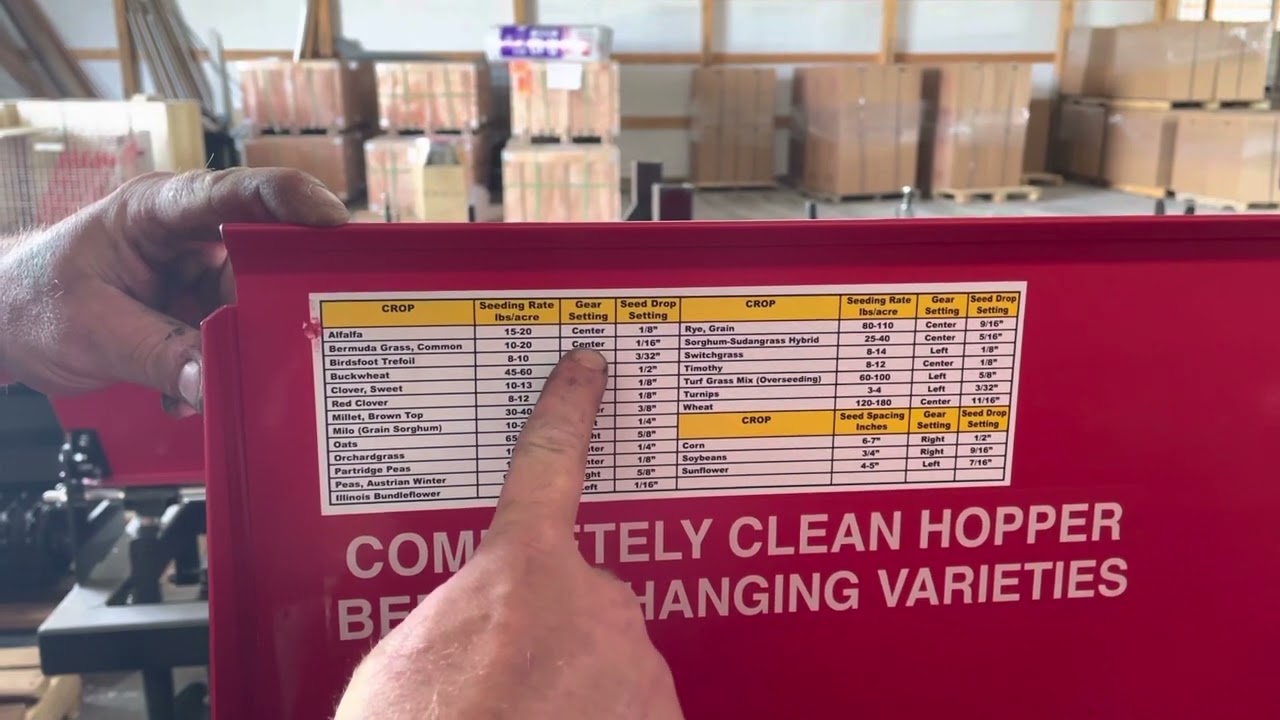 CROP Seeding Rate lbs/acre Gear Setting Seed Drop Setting
Alfalfa 15-20 Center 1/8"
Bermuda Grass, Common 10-20 Center 1/16"
Birdsfoot Trefoil 8-10 3/32"
Buckwheat 45-60 1/2"
Clover, Sweet 10-13 1/8"
Red Clover 8-12 1/8"
Millet, Brown Top 30-40 3/8"
Milo (Grain Sorghum) 1/4"
Oats 5/8"
Orchardgrass 1/4"
Partridge Peas 1/8"
Peas, Austrian Winter 5/8"
Illinois Bundleflower 1/16"
CROP Seeding Rate lbs/acre Gear Setting Seed Drop Setting
Rye, Grain 80-110 Center 9/16"
Sorghum-Sudangrass Hybrid 25-40 Center 5/16"
Switchgrass 8-14 Left 1/8"
Timothy 8-12 Center 1/8"
Turf Grass Mix (Overseeding) 60-100 Left 5/8"
Turnips 3-4 Left 3/32"
Wheat 120-180 Center 11/16"
CROP Seed Spacing Inches Gear Setting Seed Drop Setting
Corn 6-7" Right 1/2"
Soybeans 3/4" Right 9/16"
Sunflower 4-5" Left 7/16"
CLEAN HOPPER
VARIETIES